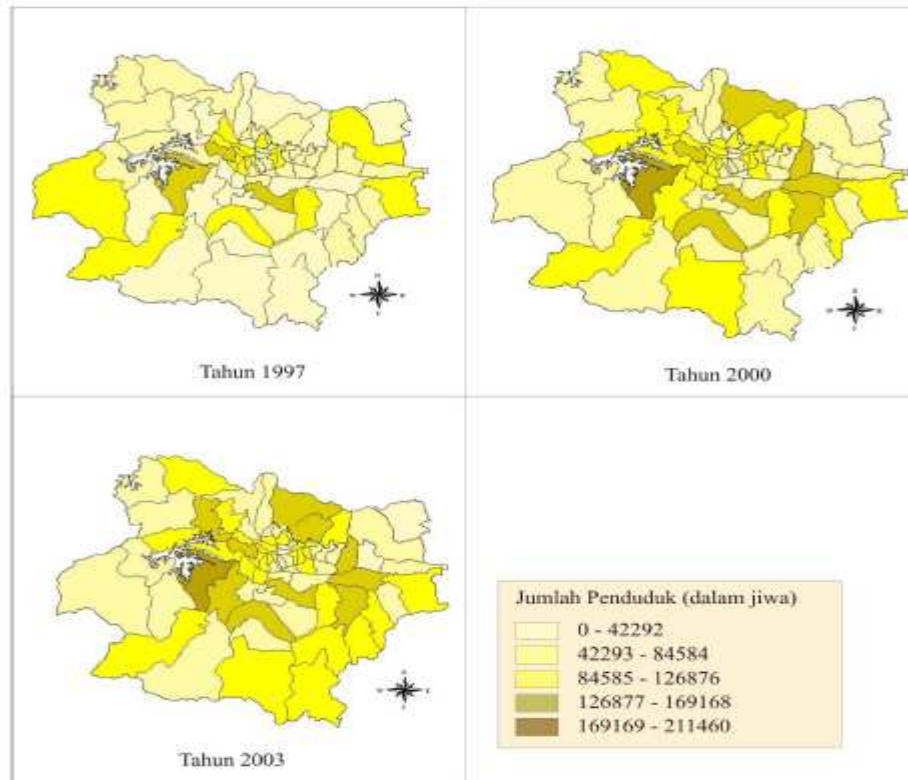 Tahun 1997
Tahun 2000
Tahun 2003
Jumlah Penduduk (dalam jiwa)
0 - 42292
42293 - 84584
84585 - 126876
126877 - 169168
169169 - 211460